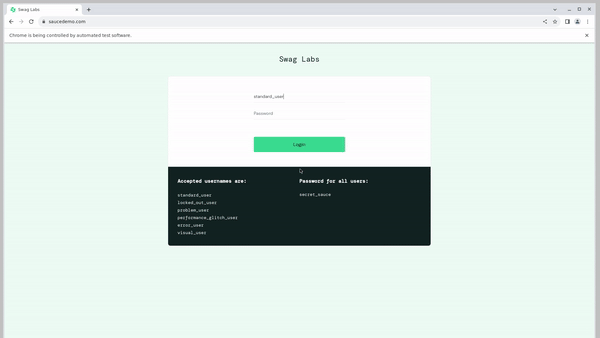 Swag Labs
saucedemo.com
Chrome is being controlled by automated test software.
Swag Labs
standard_user
Password
Login
Accepted usernames are:
standard_user
locked_out_user
problem_user
performance_glitch_user
error_user
visual_user
Password for all users:
secret_sauce